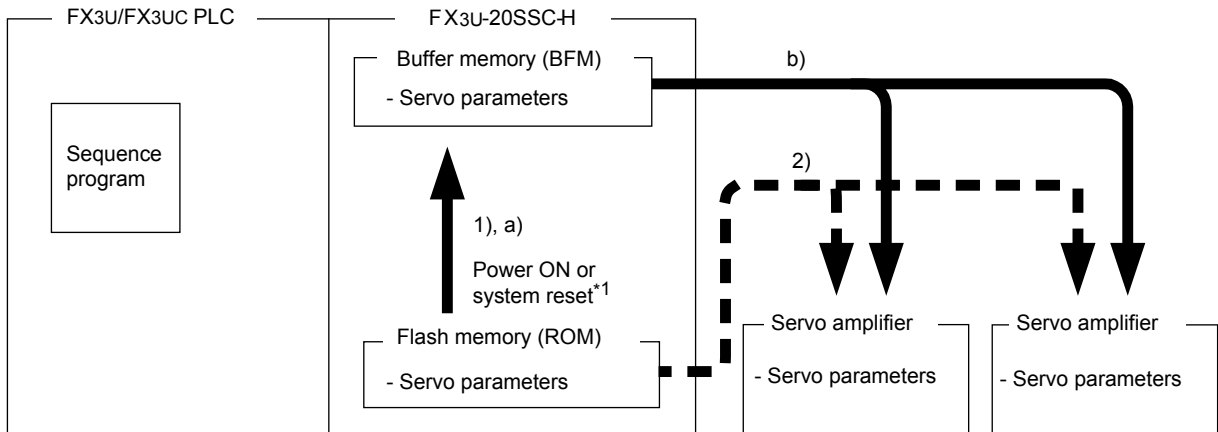 FX3U/FX3UC PLC
FX3U-20SSC-H
Buffer memory (BFM)
- Servo parameters
b)
Sequence
program
2)
1), a)
Power ON or
system reset*1
Flash memory (ROM)
- Servo parameters
Servo amplifier
- Servo parameters
Servo amplifier
- Servo parameters